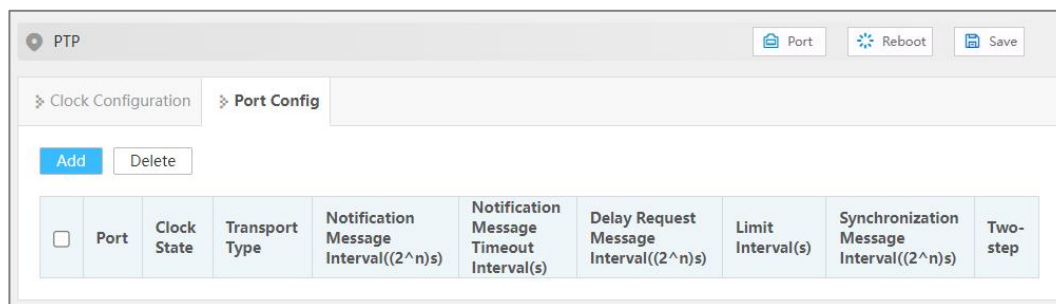 PTP
Port
Reboot
Save
Clock Configuration
Port Config
Add
Delete
Port
Clock
State
Transport
Type
Notification
Message
Interval((2^n)s)
Notification
Message
Timeout
Interval(s)
Delay Request
Message
Interval((2^n)s)
Limit
Interval(s)
Synchronization
Message
Interval((2^n)s)
Two-
step